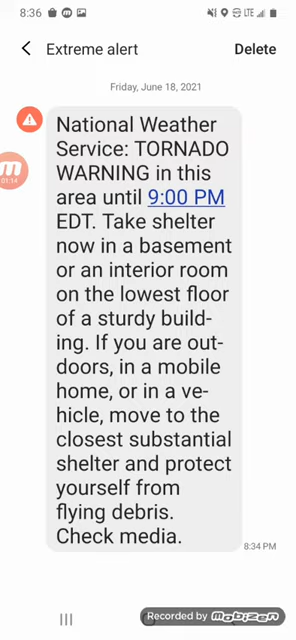 8:36 LTE
Extreme alert Delete
Friday, June 18, 2021
National Weather
Service: TORNADO
WARNING in this
area until 9:00 PM
EDT. Take shelter
now in a basement
or an interior room
on the lowest floor
of a sturdy build-
ing. If you are out-
doors, in a mobile
home, or in a ve-
hicle, move to the
closest substantial
shelter and protect
yourself from
flying debris.
Check media.
8:34 PM
Recorded by Mobizen